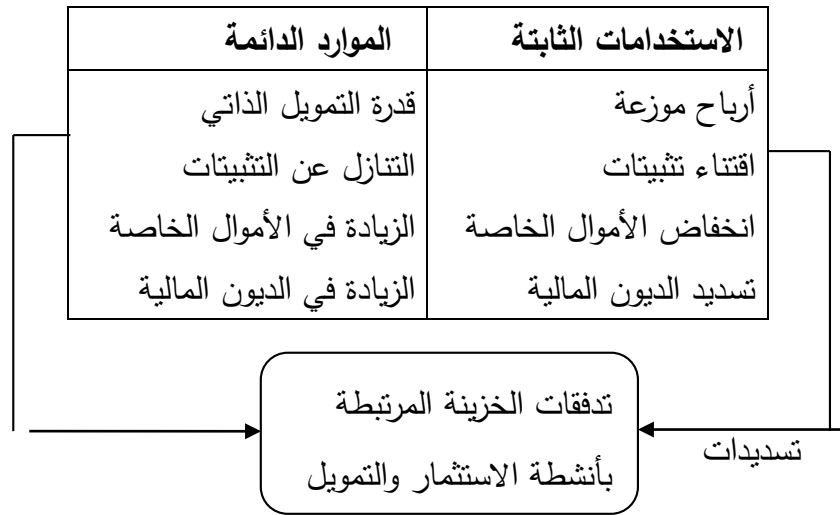 الاستخدامات الثابتة الموارد الدائمة
أرباح موزعة قدرة التمويل الذاتي
اقتناء تثبيتات التنازل عن التثبيتات
انخفاض الأموال الخاصة الزيادة في الأموال الخاصة
تسديد الديون المالية الزيادة في الديون المالية
تدفقات الخزينة المرتبطة
بأنشطة الاستثمار والتمويل
تسديدات